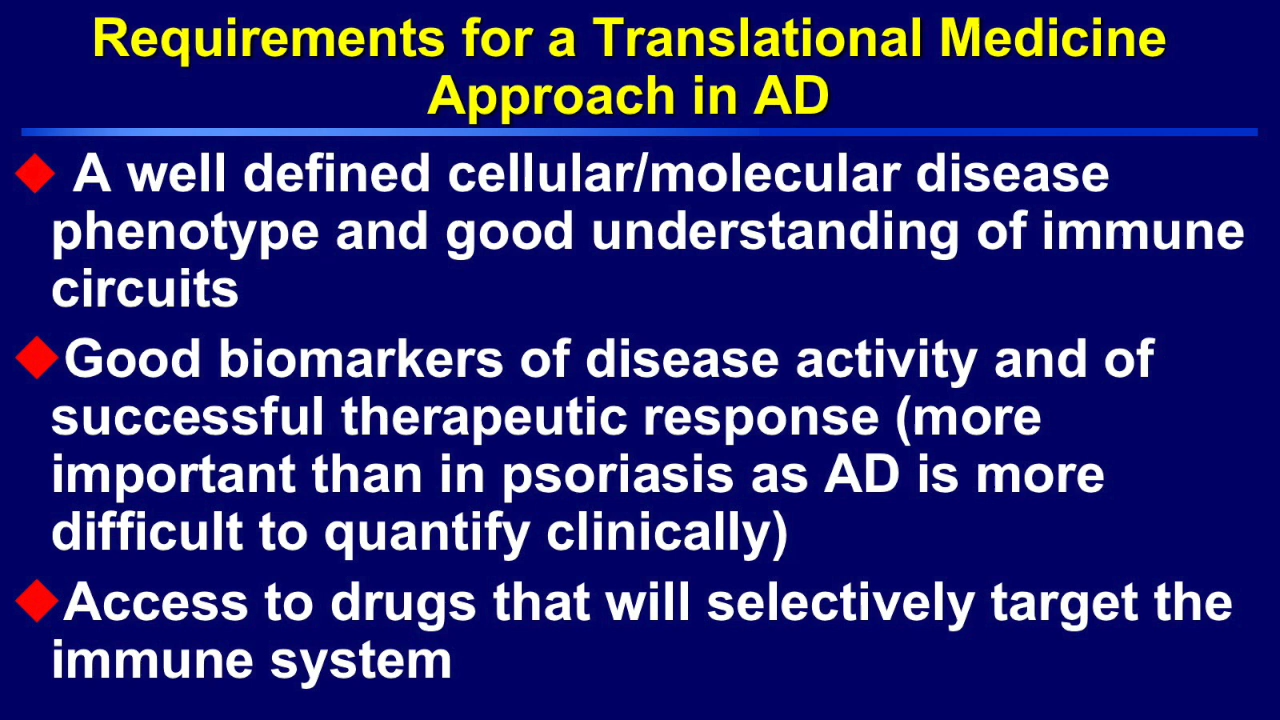 Requirements for a Translational Medicine
Approach in AD
A well defined cellular/molecular disease
phenotype and good understanding of immune
circuits
Good biomarkers of disease activity and of
successful therapeutic response (more
important than in psoriasis as AD is more
difficult to quantify clinically)
Access to drugs that will selectively target the
immune system